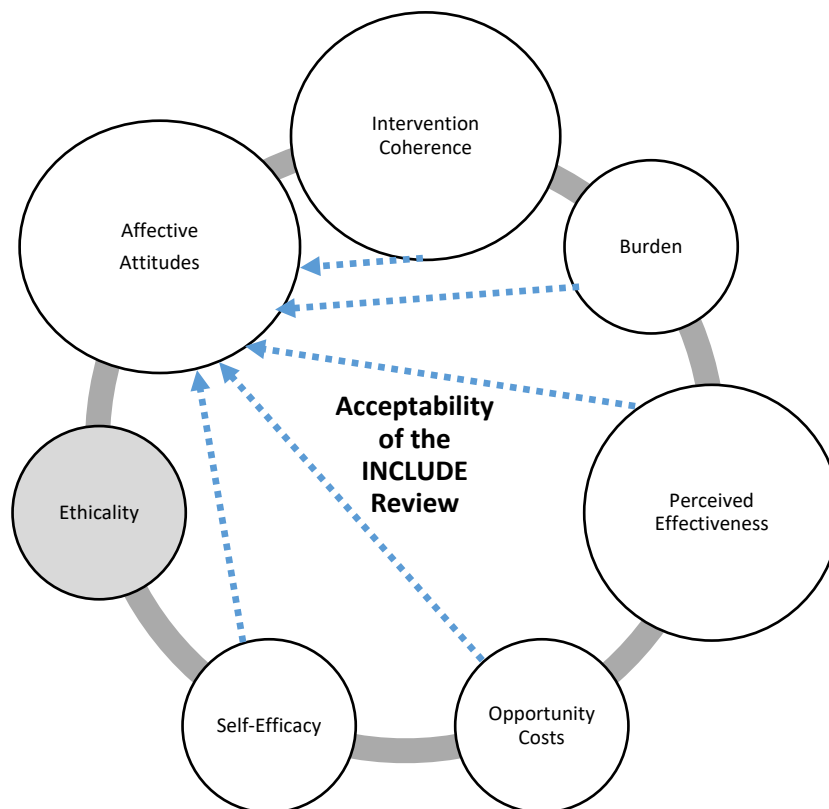 Intervention
Coherence
Affective
Attitudes
Burden
Acceptability
of the
INCLUDE
Review
Ethicality
Perceived
Effectiveness
Self-Efficacy
Opportunity
Costs